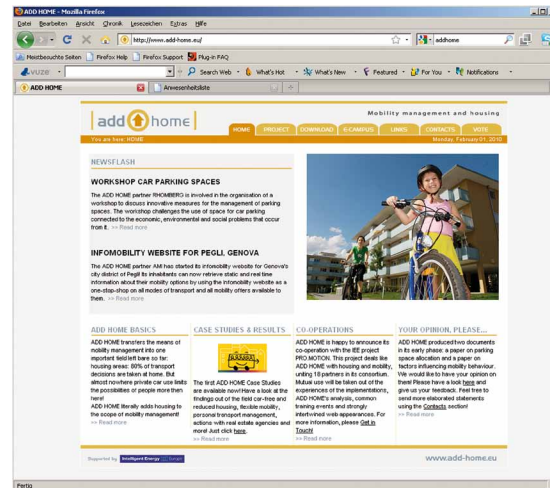 ADD HOME - Mozilla Firefox
Datei Bearbeiten Ansicht Chronik Lesezeichen Extras Hilfe
http://www.add-home.eu/
addhome
Meistbesuchte Seiten Firefox Help Firefox Support Plug-in FAQ
vuze Search Web What's Hot What's New Featured For You Notifications
ADD HOME Anwesenheitsliste
add home
Mobility management and housing
HOME PROJECT DOWNLOAD E-CAMPUS LINKS CONTACTS VOTE
You are here: HOME Monday, February 01, 2010
NEWSFLASH
WORKSHOP CAR PARKING SPACES
The ADD HOME partner RHOMBERG is involved in the organisation of a
workshop to discuss innovative measures for the management of parking
spaces. The workshop challenges the use of space for car parking
connected to the economic, environmental and social problems that occur
from it. >> Read more
INFOMOBILITY WEBSITE FOR PEGLI, GENOVA
The ADD HOME partner AMI has started its infomobility website for Genova's
city district of Pegli! Its inhabitants can now retrieve static and real time
information about their mobility options by using the Infomobility website as a
one-stop-shop on all modes of transport and all mobility offers available to
them. >> Read more
ADD HOME BASICS
ADD HOME transfers the means of
mobility management into one
important field left bare so far:
housing areas: 80% of transport
decisions are taken at home. But
almost nowhere private car use limits
the possibilities of people more then
here!
ADD HOME literally adds housing to
the scope of mobility management!
>> Read more
CASE STUDIES & RESULTS
The first ADD HOME Case Studies
are available now! Have a look at the
findings out of the field car-free and
reduced housing, flexible mobility,
personal transport management,
actions with real estate agencies and
more! Just click here.
>> Read more
CO-OPERATIONS
ADD HOME is happy to announce its
co-operation with the IEE project
PRO.MOTION. This project deals like
ADD HOME with housing and mobility,
uniting 18 partners in its consortium.
Mutual use will be taken out of the
experiences of the implementations,
ADD HOME's analysis, common
training events and strongly
intertwined web appearances. For
more information, please Get in
Touch!
>> Read more
YOUR OPINION, PLEASE...
ADD HOME produced two documents
in its early phase: a paper on parking
space allocation and a paper on
factors influencing mobility behaviour.
We would like to have your opinion on
them! Please have a look here and
give us your feedback. Feel free to
send more elaborated statements
using the Contacts section!
>> Read more
Supported by Intelligent Energy Europe
www.add-home.eu
Fertig